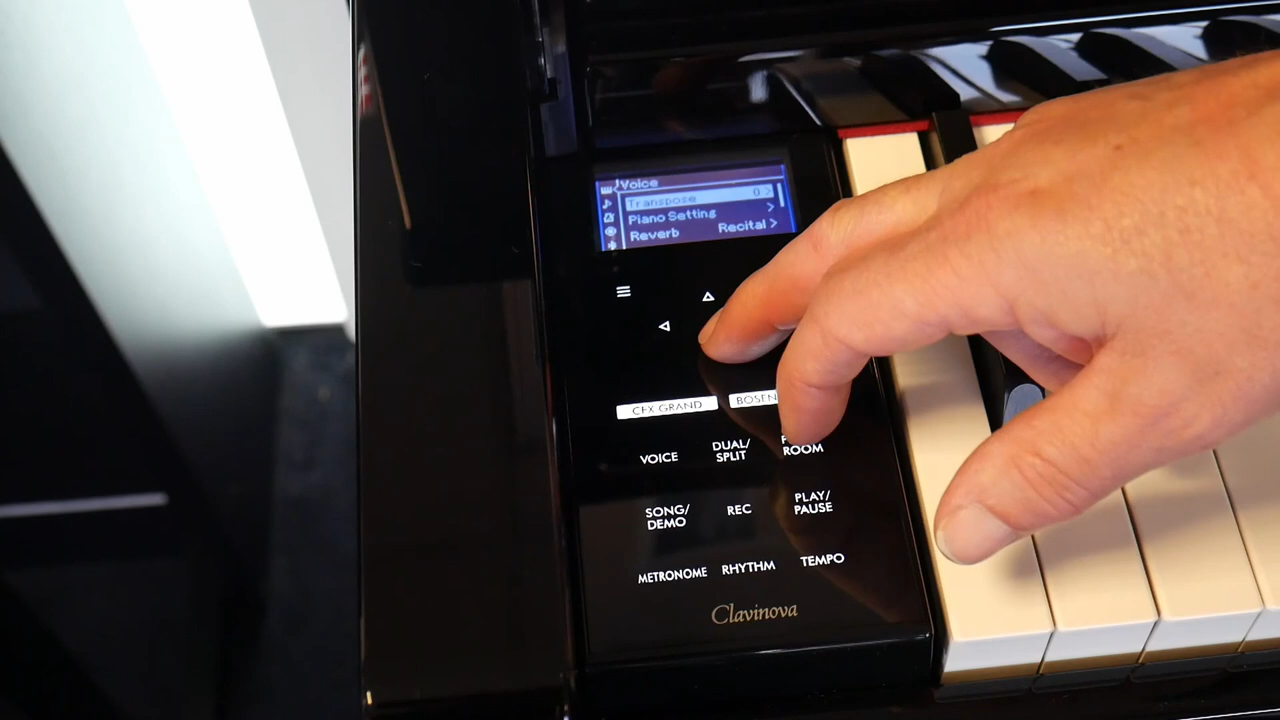 Voice
Transpose 0 >
Piano Setting >
Reverb Recital >
CFX GRAND
VOICE
DUAL/
SPLIT
ROOM
SONG/
DEMO
REC
PLAY/
PAUSE
METRONOME
RHYTHM
TEMPO
Clavinova